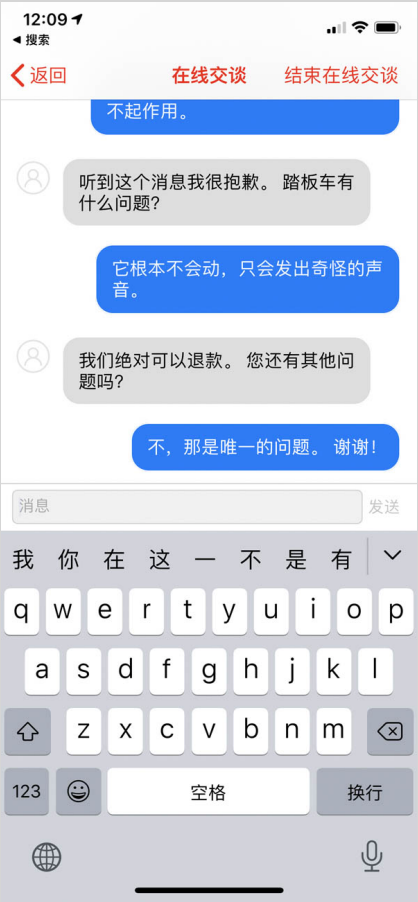 12:09
搜索
返回 在线交谈 结束在线交谈
不起作用。
听到这个消息我很抱歉。 踏板车有
什么问题?
它根本不会动，只会发出奇怪的声
音。
我们绝对可以退款。 您还有其他问
题吗?
不，那是唯一的问题。 谢谢！
消息 发送
我 你 在 这 一 不 是 有
q w e r t y u i o p
a s d f g h j k l
z x c v b n m
123 空格 换行